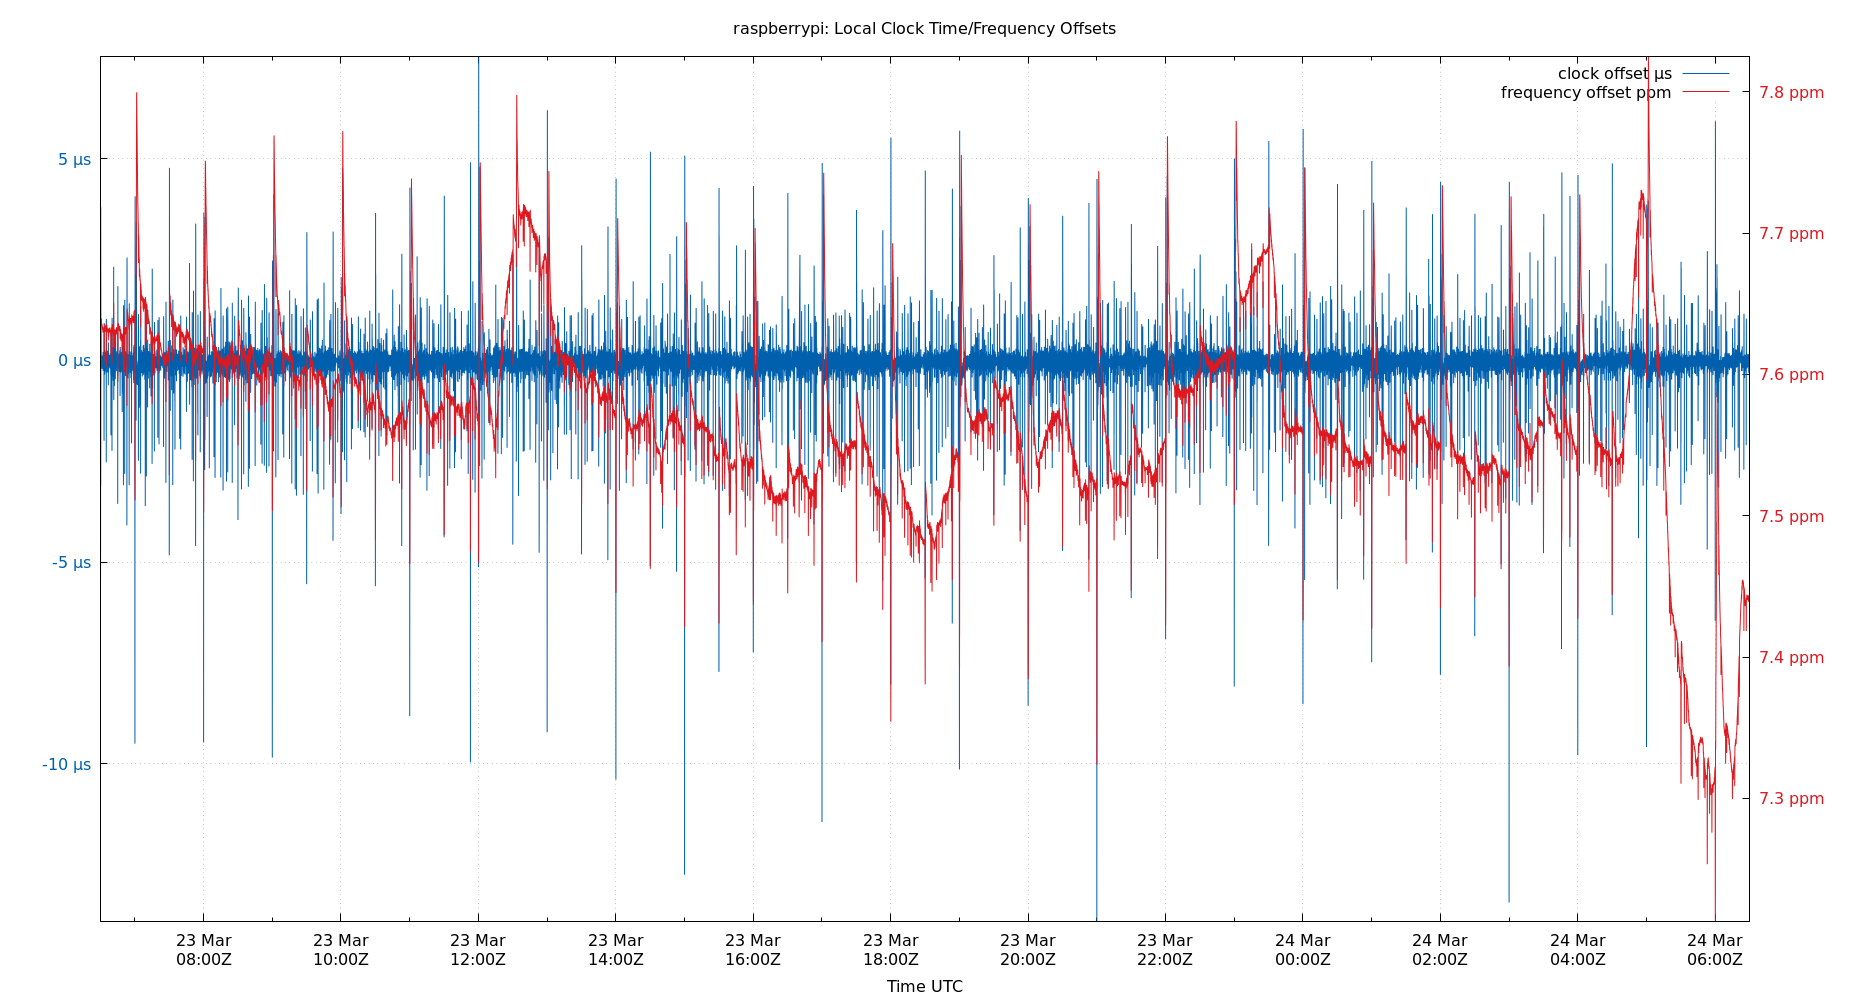 raspberrypi: Local Clock Time/Frequency Offsets
clock offset µs
frequency offset ppm
5 µs
0 µs
-5 µs
-10 µs
7.8 ppm
7.7 ppm
7.6 ppm
7.5 ppm
7.4 ppm
7.3 ppm
23 Mar 23 Mar 23 Mar 23 Mar 23 Mar 23 Mar 23 Mar 23 Mar 24 Mar 24 Mar 24 Mar 24 Mar
08:00Z 10:00Z 12:00Z 14:00Z 16:00Z 18:00Z 20:00Z 22:00Z 00:00Z 02:00Z 04:00Z 06:00Z
Time UTC